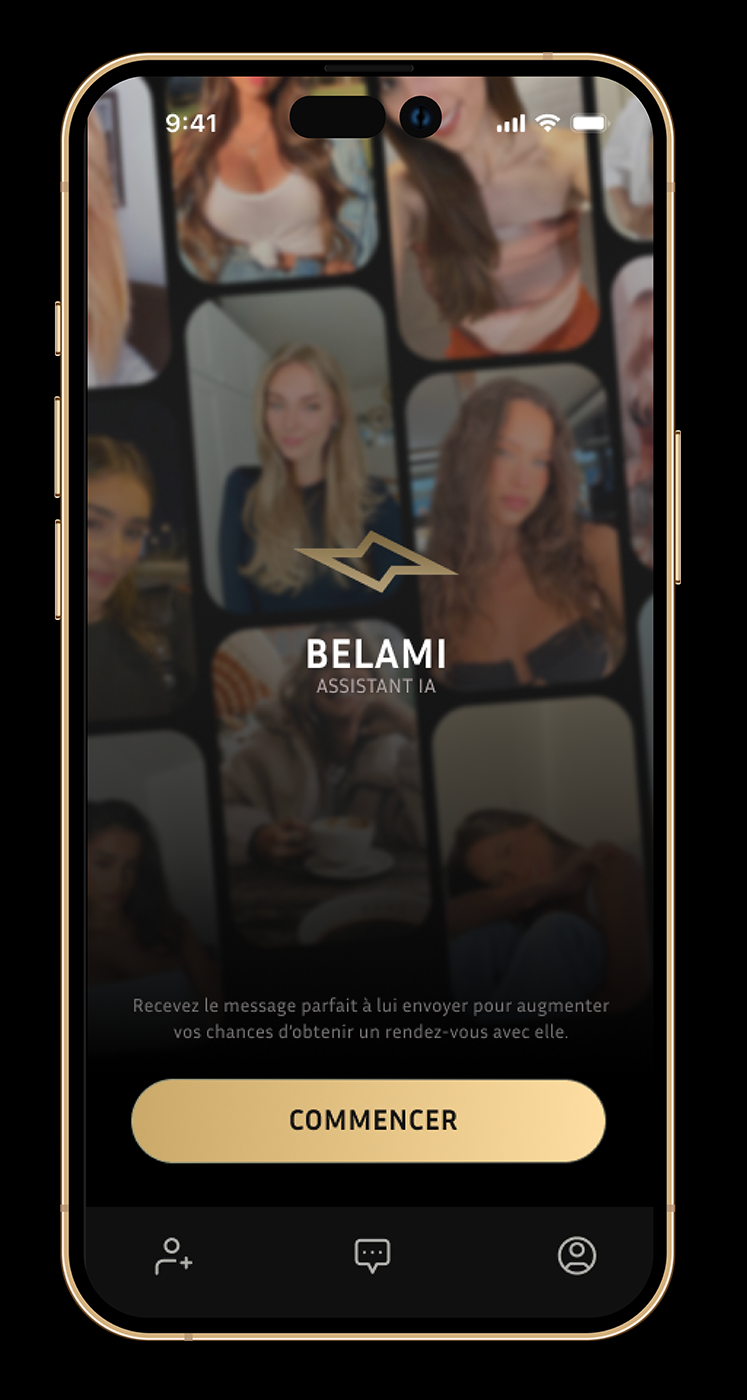 9:41
BELAMI
ASSISTANT IA
Recevez le message parfait à lui envoyer pour augmenter
vos chances d'obtenir un rendez-vous avec elle.
COMMENCER